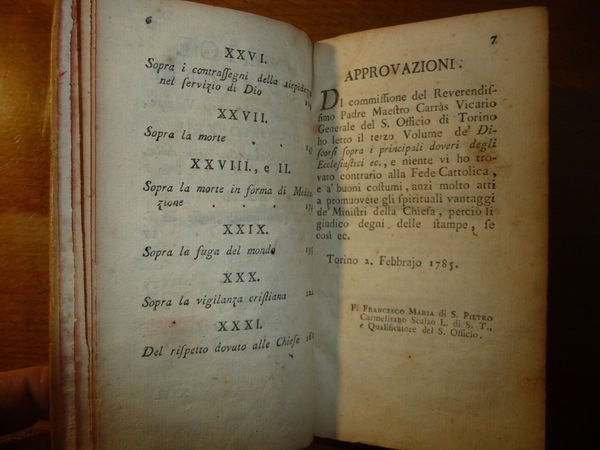 6
XXVI.
Sopra i contrassegni della tiepidezza
nel servizio di Dio
XXVII.
Sopra la morte
XXVIII., e II.
Sopra la morte in forma di Medita
zione
XXIX.
Sopra la fuga del mondo
XXX.
Sopra la vigilanza cristiana
XXXI.
Del rispetto dovuto alle Chiese
7
APPROVAZIONI.
DI commissione del Reverendis-
simo Padre Maestro Carràs Vicario
Generale del S. Officio di Torino
ho letto il terzo Volume de' Di-
scorsi sopra i principali doveri degli
Ecclesiastici ec., e niente vi ho tro-
vato contrario alla Fede Cattolica,
e a' buoni costumi, anzi molto atti
a promuovere gli spirituali vantaggi
de' Ministri della Chiesa, perciò li
giudico degni delle stampe, se
così ec.
Torino 2. Febbrajo 1785.
F. FRANCESCO MARIA di S. PIETRO
Carmelitano Scalzo L. di S. T.,
e Qualificatore del S. Officio.